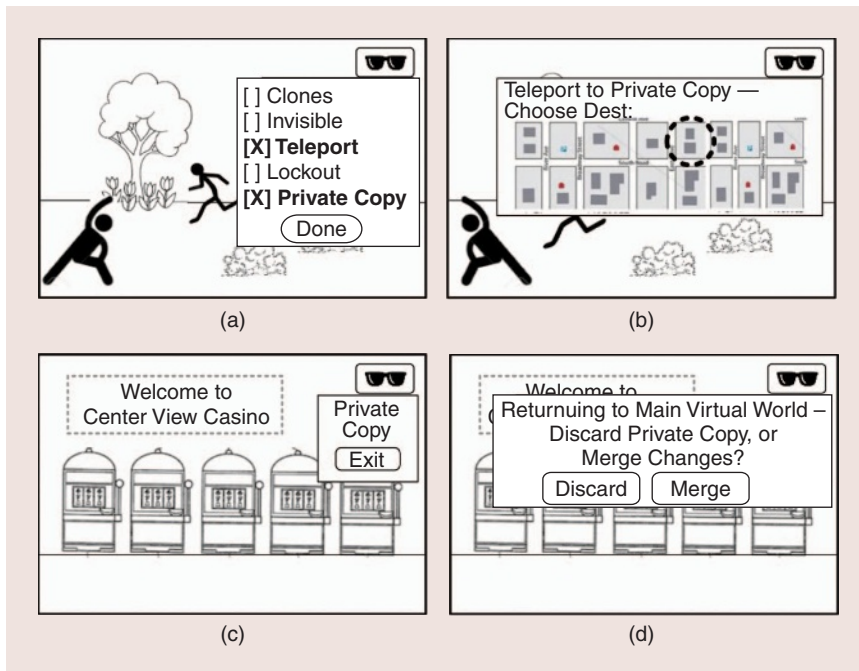 [ ] Clones
[ ] Invisible
[X] Teleport
[ ] Lockout
[X] Private Copy
Done
(a)
Teleport to Private Copy —
Choose Dest:
(b)
Welcome to
Center View Casino
Private
Copy
Exit
(c)
Welcome to
Returnuing to Main Virtual World –
Discard Private Copy, or
Merge Changes?
Discard
Merge
(d)